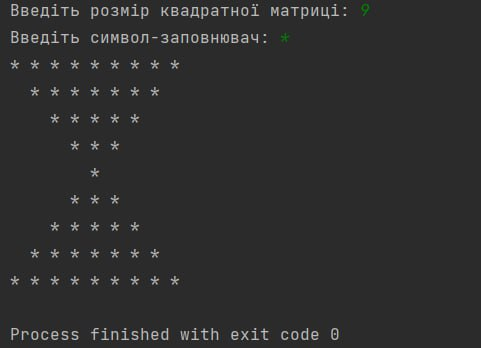 Введіть розмір квадратної матриці: 9
Введіть символ-заповнювач: *
* * * * * * * * *
  * * * * * * *
    * * * * *
      * * *
        *
      * * *
    * * * * *
  * * * * * * *
* * * * * * * * *

Process finished with exit code 0